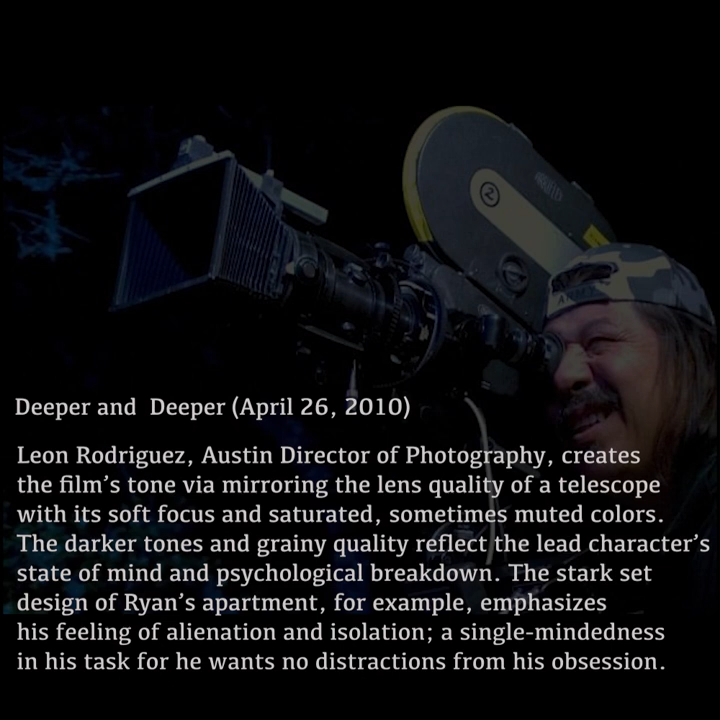 Deeper and  Deeper (April 26, 2010)
Leon Rodriguez, Austin Director of Photography, creates
the film's tone via mirroring the lens quality of a telescope
with its soft focus and saturated, sometimes muted colors.
The darker tones and grainy quality reflect the lead character's
state of mind and psychological breakdown. The stark set
design of Ryan's apartment, for example, emphasizes
his feeling of alienation and isolation; a single-mindedness
in his task for he wants no distractions from his obsession.
2